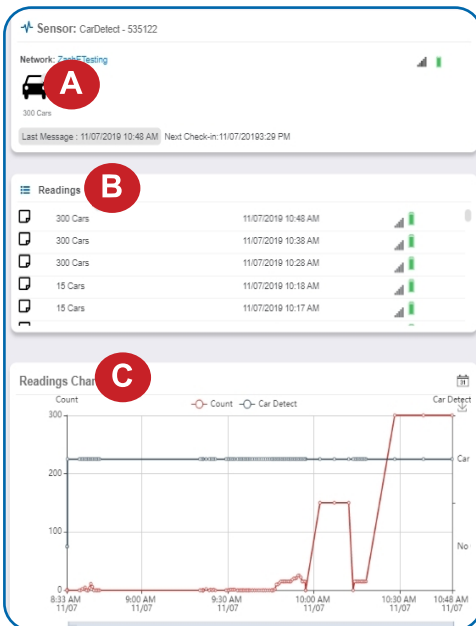 Sensor: CarDetect - 535122
Network: ZachETesting
A
300 Cars
Last Message : 11/07/2019 10:48 AM Next Check-in:11/07/20193:29 PM
Readings B
300 Cars 11/07/2019 10:48 AM
300 Cars 11/07/2019 10:38 AM
300 Cars 11/07/2019 10:28 AM
15 Cars 11/07/2019 10:18 AM
15 Cars 11/07/2019 10:17 AM
Readings C
31
Count Count Car Detect Car Detect
300
Car
200
100
No
0
8:33 AM 9:00 AM 9:30 AM 10:00 AM 10:30 AM 10:48 AM
11/07 11/07 11/07 11/07 11/07 11/07